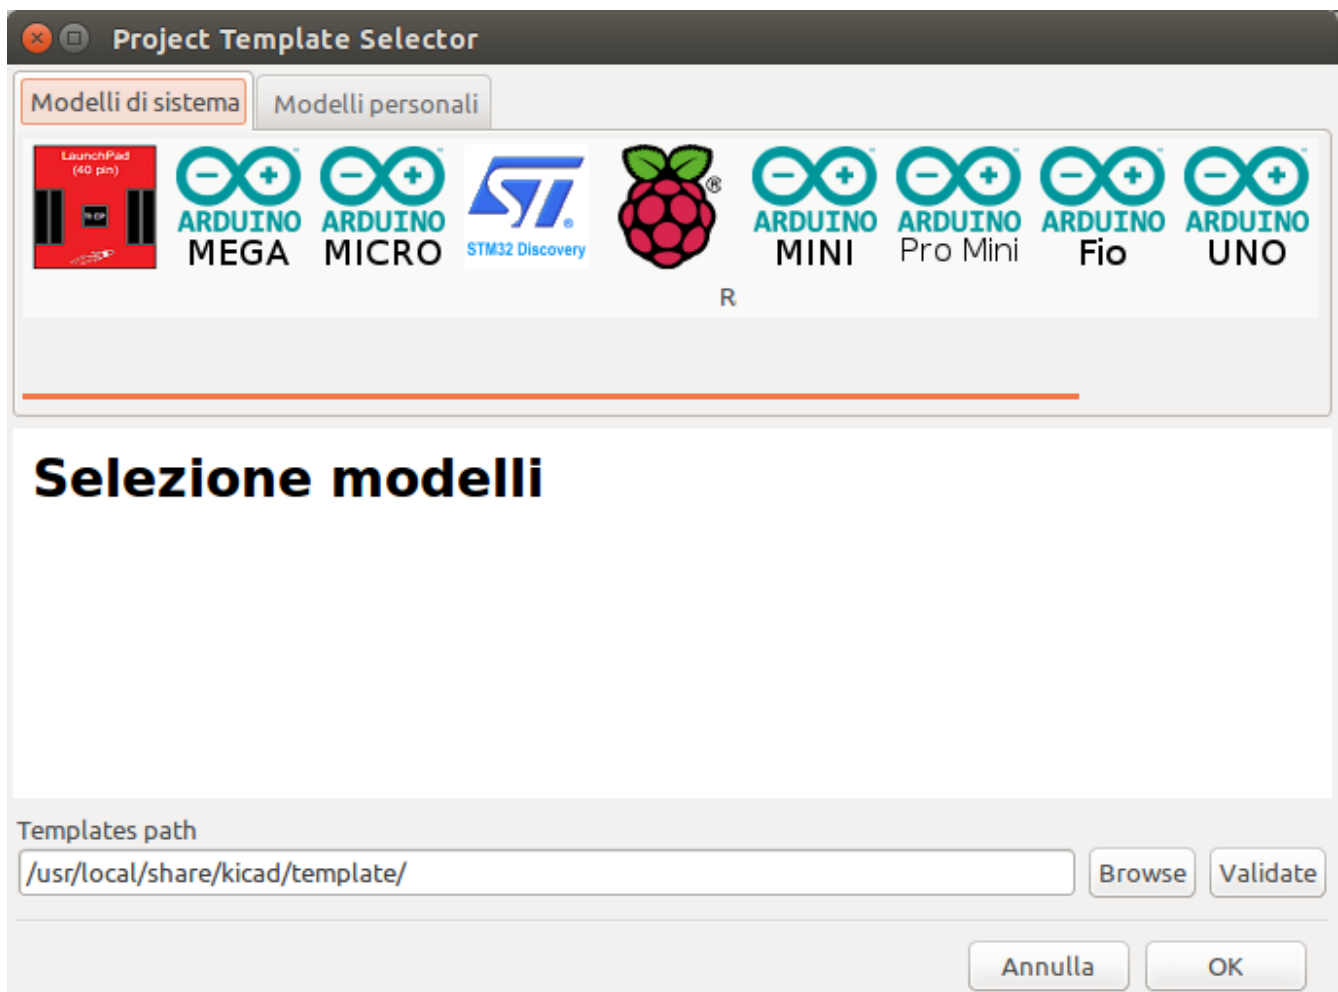 Project Template Selector
Modelli di sistema
Modelli personali
LaunchPad
(40 pin)
ARDUINO
MEGA
ARDUINO
MICRO
STM32 Discovery
®
ARDUINO
MINI
ARDUINO
Pro Mini
ARDUINO
Fio
ARDUINO
UNO
R
Selezione modelli
Templates path
/usr/local/share/kicad/template/
Browse
Validate
Annulla
OK